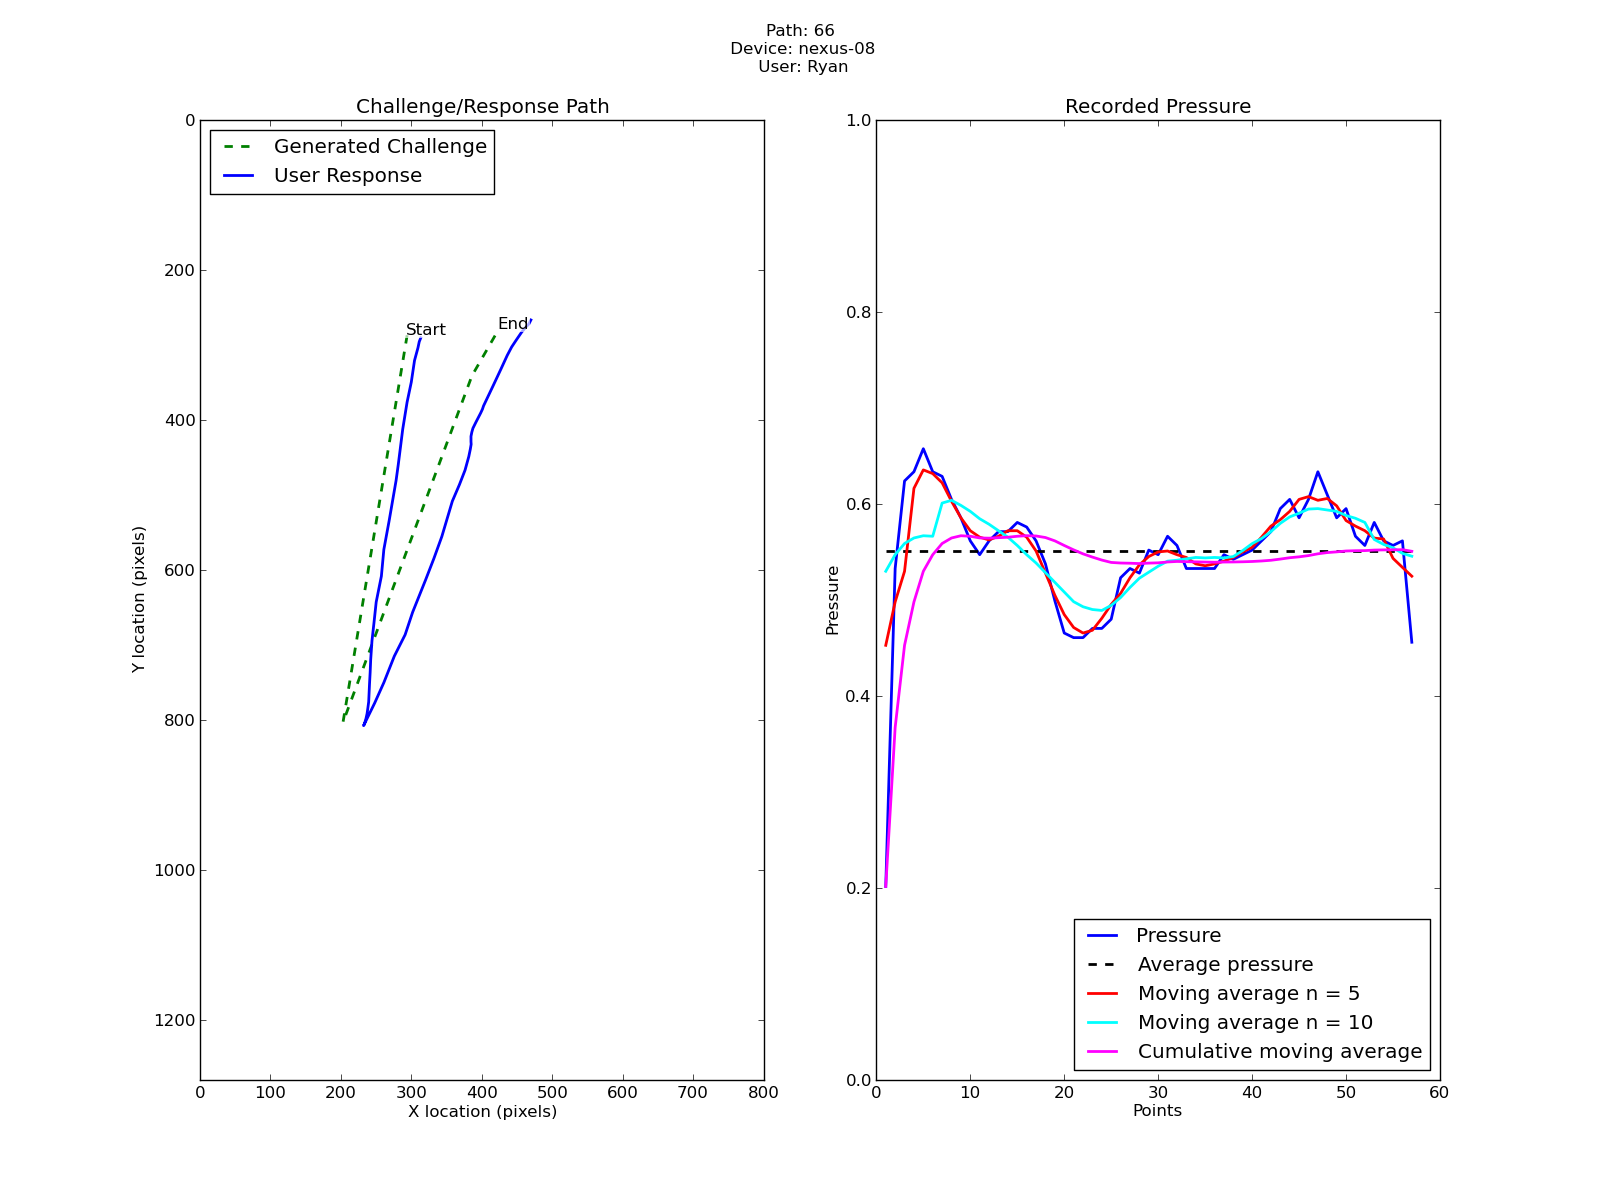 Path: 66
Device: nexus-08
User: Ryan
Challenge/Response Path
Generated Challenge
User Response
Start
End
0
200
400
600
800
1000
1200
Y location (pixels)
0 100 200 300 400 500 600 700 800
X location (pixels)
Recorded Pressure
1.0
0.8
0.6
0.4
0.2
0.0
Pressure
Pressure
Average pressure
Moving average n = 5
Moving average n = 10
Cumulative moving average
0 10 20 30 40 50 60
Points